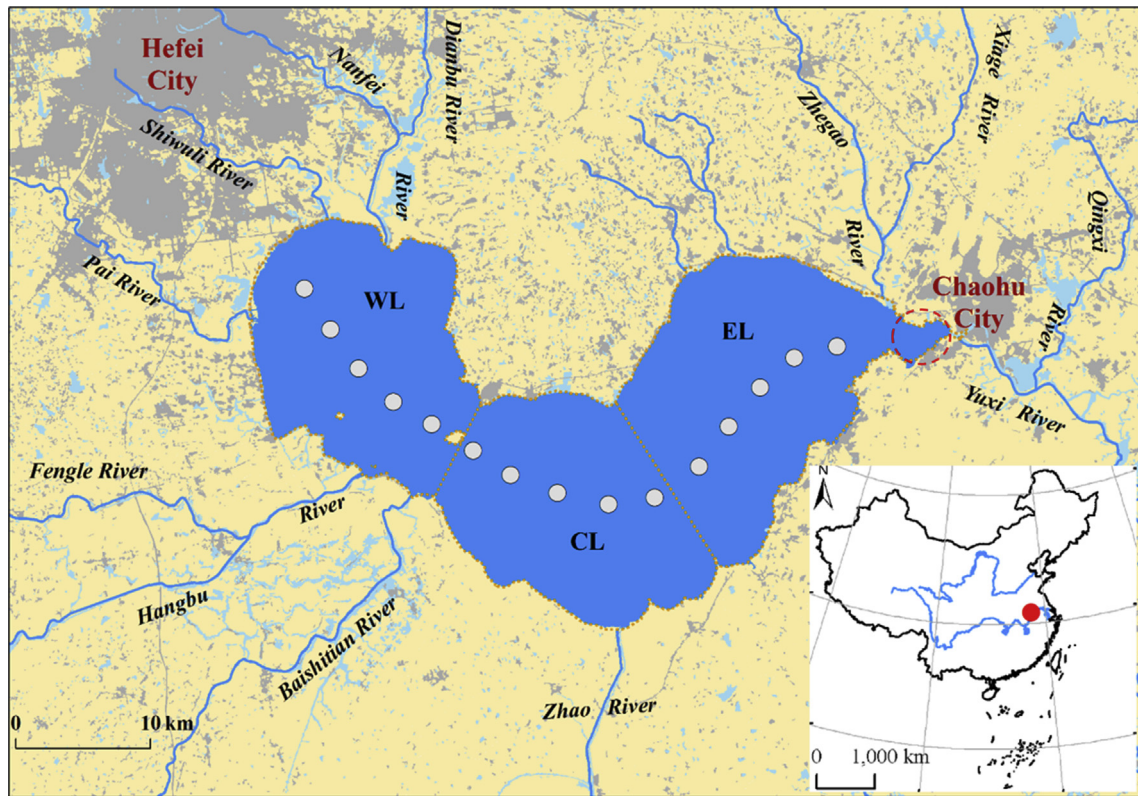 Hefei
City
Nanfei
River
Dianbu River
Shiwuli River
Pai River
Zhegao
River
Xiage River
Qingxi
River
Chaohu
City
WL
EL
CL
Yuxi River
Fengle River
Hangbu
River
Baishitian River
Zhao River
0 10 km
N
0 1,000 km